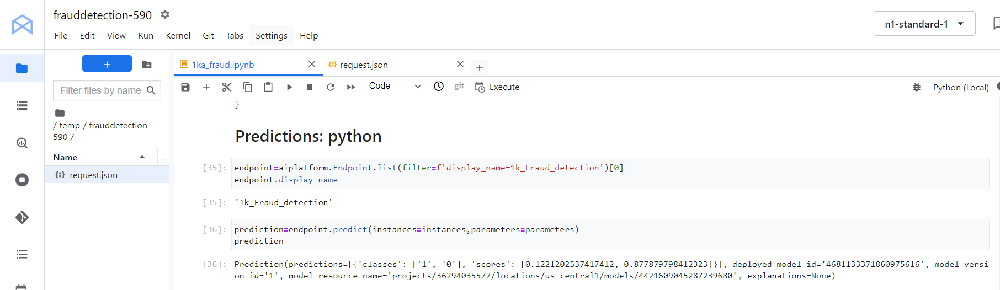 frauddetection-590
n1-standard-1
File Edit View Run Kernel Git Tabs Settings Help
+
Filter files by name
/ temp / frauddetection-
590 /
Name
request.json
1ka_fraud.ipynb
request.json
Code
git
Execute
Python (Local)
}
Predictions: python
[35]: endpoint=aiplatform.Endpoint.list(filter=f'display_name=1k_Fraud_detection')[0]
endpoint.display_name
[35]: '1k_Fraud_detection'
[36]: prediction=endpoint.predict(instances=instances,parameters=parameters)
prediction
[36]: Prediction(predictions=[{'classes': ['1', '0'], 'scores': [0.1221202537417412, 0.877879798412323]}], deployed_model_id='4681133371860975616', model_versi
on_id='1', model_resource_name='projects/36294035577/locations/us-central1/models/4421609045287239680', explanations=None)